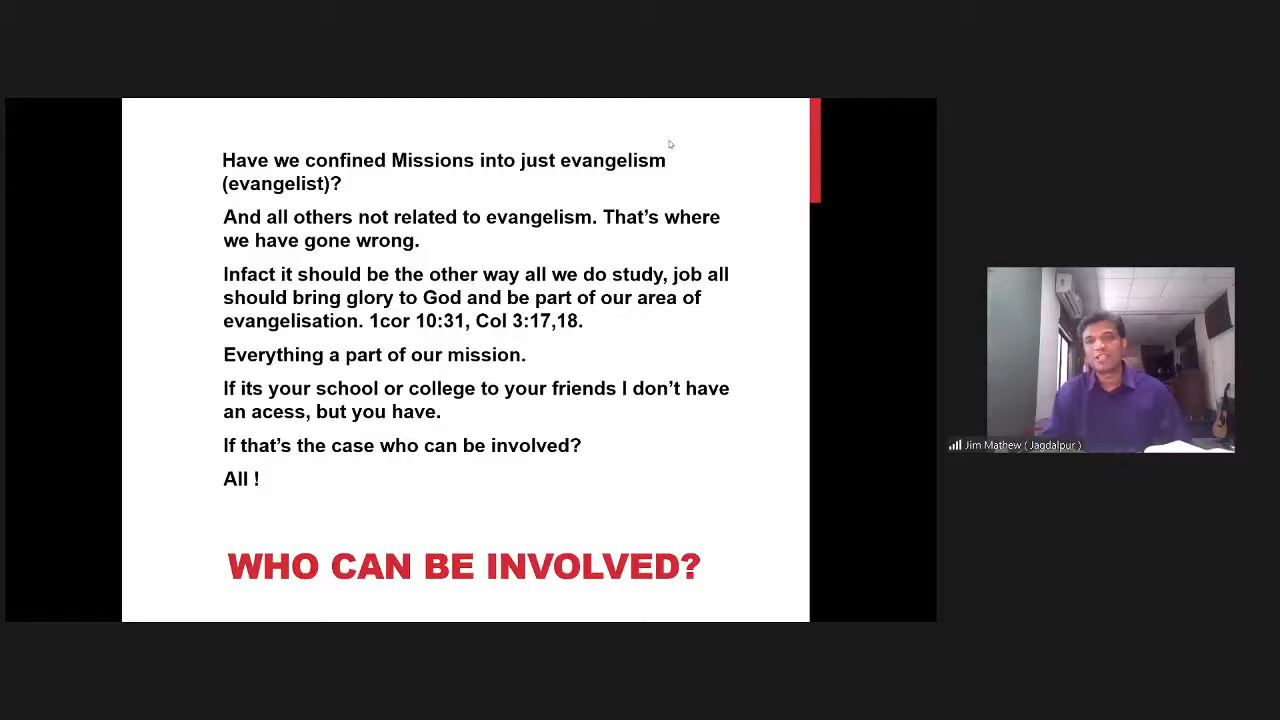 Have we confined Missions into just evangelism
(evangelist)?
And all others not related to evangelism. That’s where
we have gone wrong.
Infact it should be the other way all we do study, job all
should bring glory to God and be part of our area of
evangelisation. 1cor 10:31, Col 3:17,18.
Everything a part of our mission.
If its your school or college to your friends I don’t have
an acess, but you have.
If that’s the case who can be involved?
All !
WHO CAN BE INVOLVED?
Jim Mathew ( Jagdalpur )